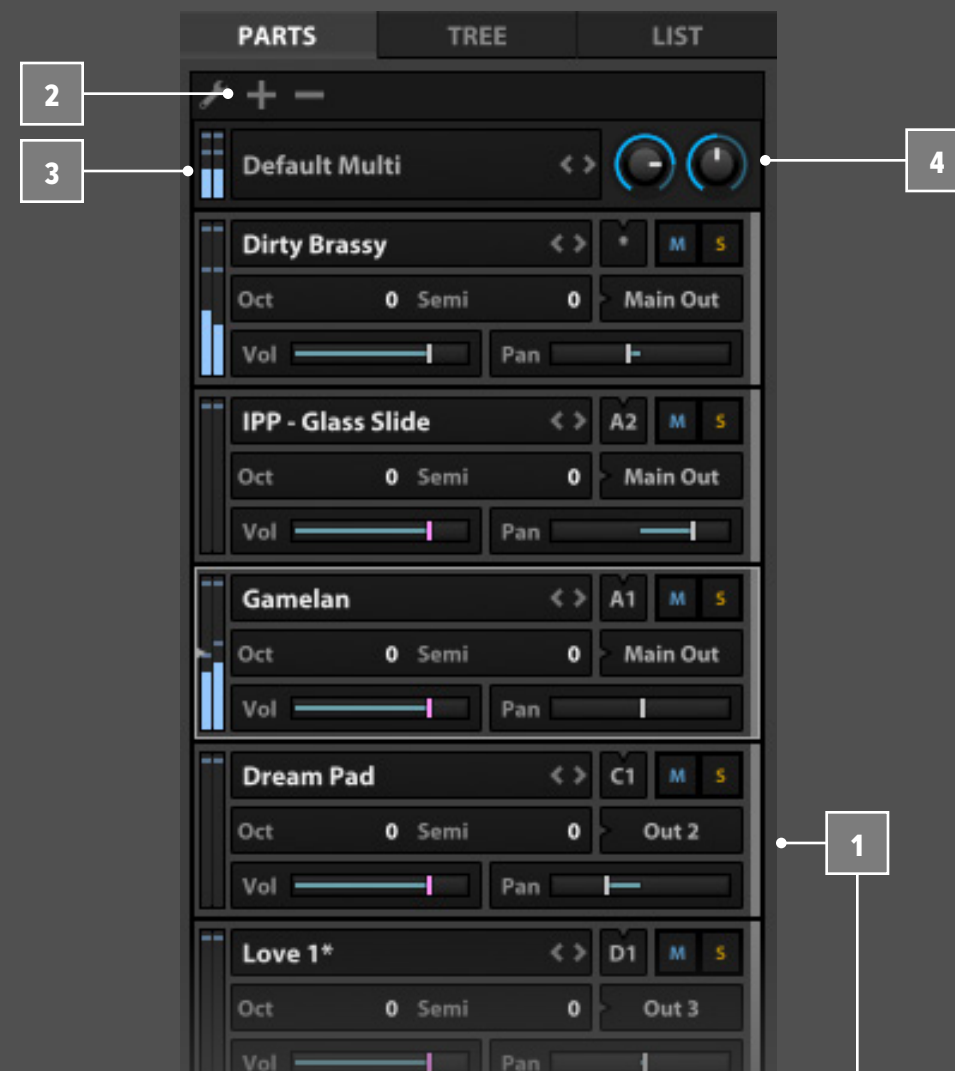 PARTS TREE LIST
2
3
Default Multi
4
Dirty Brassy * M S
Oct 0 Semi 0 Main Out
Vol Pan
IPP - Glass Slide A2 M S
Oct 0 Semi 0 Main Out
Vol Pan
Gamelan A1 M S
Oct 0 Semi 0 Main Out
Vol Pan
Dream Pad C1 M S
Oct 0 Semi 0 Out 2
1
Vol Pan
Love 1* D1 M S
Oct 0 Semi 0 Out 3
Vol Pan